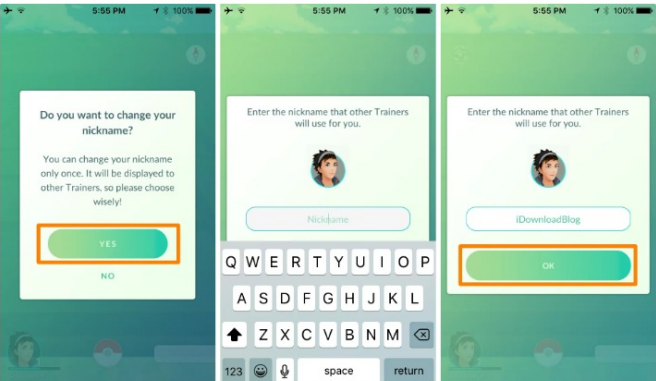 5:55 PM
100%
Do you want to change your
nickname?
You can change your nickname
only once. It will be displayed to
other Trainers, so please choose
wisely!
YES
NO
5:55 PM
100%
Enter the nickname that other Trainers
will use for you.
Nickname
Q W E R T Y U I O P
A S D F G H J K L
Z X C V B N M
123
space
return
5:55 PM
100%
Enter the nickname that other Trainers
will use for you.
iDownloadBlog
OK